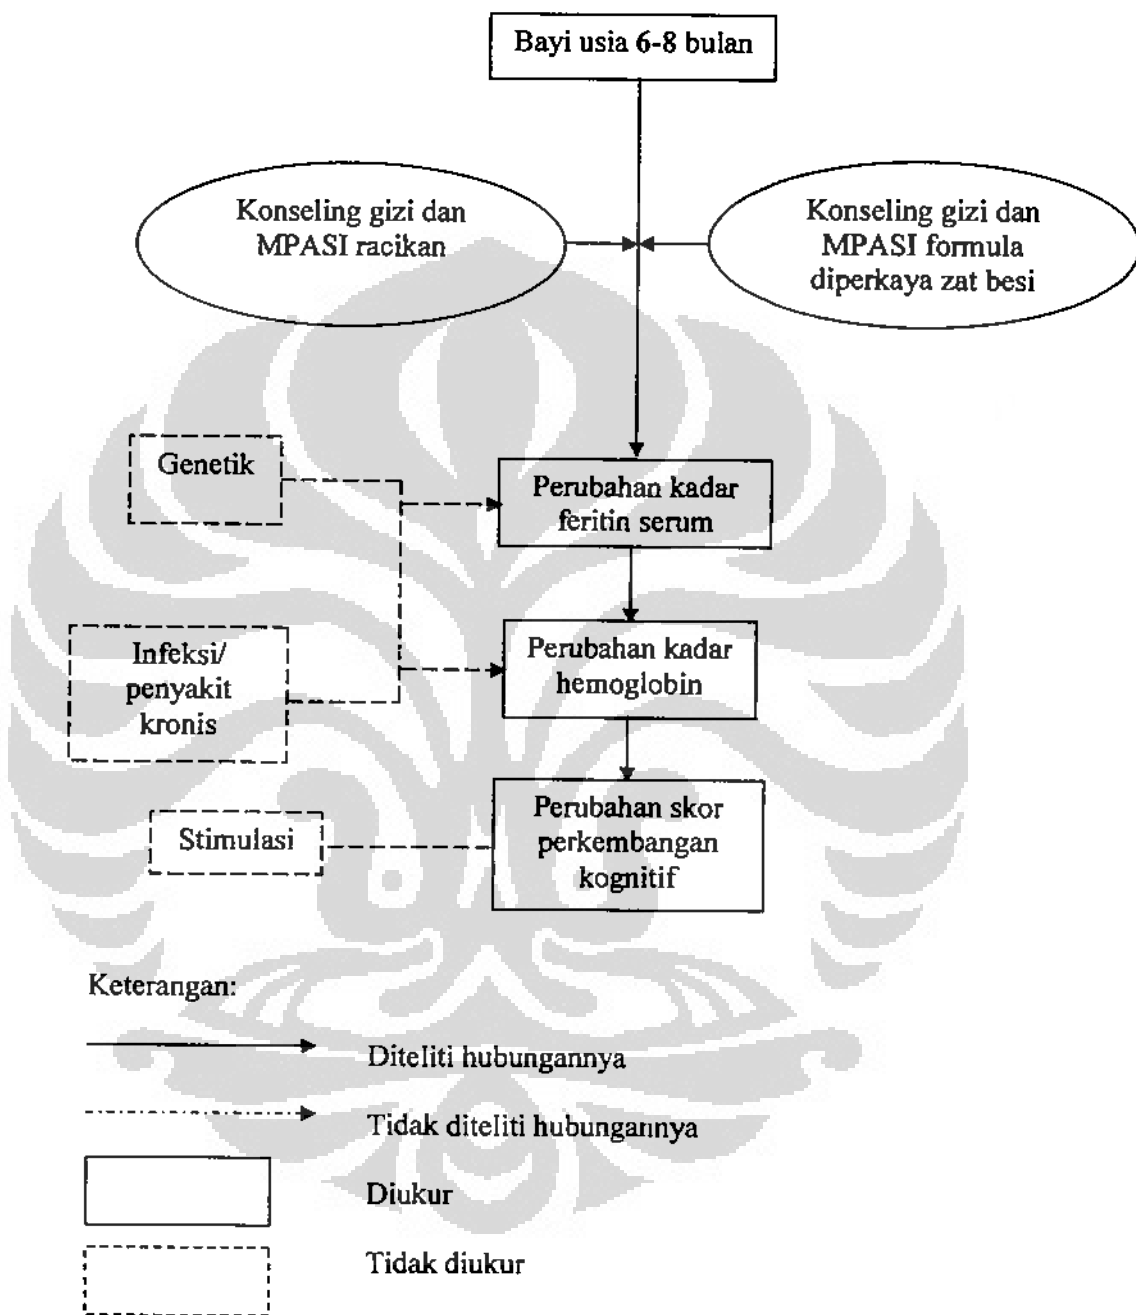 Bayi usia 6-8 bulan
Konseling gizi dan
MPASI racikan
Konseling gizi dan
MPASI formula
diperkaya zat besi
Genetik
Perubahan kadar
feritin serum
Infeksi/
penyakit
kronis
Perubahan kadar
hemoglobin
Stimulasi
Perubahan skor
perkembangan
kognitif
Keterangan:
Diteliti hubungannya
Tidak diteliti hubungannya
Diukur
Tidak diukur